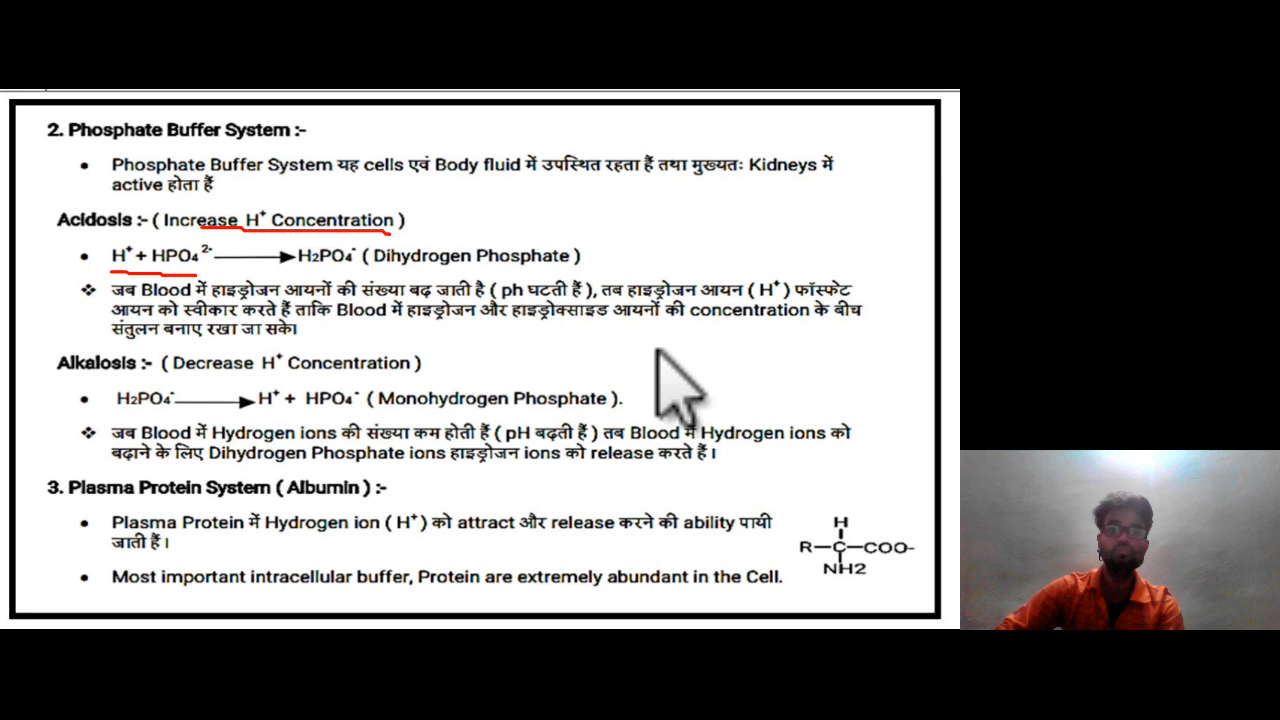 2. Phosphate Buffer System :-
• Phosphate Buffer System यह cells एवं Body fluid में उपस्थित रहता हैं तथा मुख्यतः Kidneys में
active होता हैं
Acidosis :- ( Increase H⁺ Concentration )
• H⁺ + HPO₄²⁻ ⟶ H₂PO₄⁻ ( Dihydrogen Phosphate )
❖ जब Blood में हाइड्रोजन आयनों की संख्या बढ़ जाती है ( ph घटती हैं ), तब हाइड्रोजन आयन ( H⁺ ) फॉस्फेट
आयन को स्वीकार करते हैं ताकि Blood में हाइड्रोजन और हाइड्रोक्साइड आयनों की concentration के बीच
संतुलन बनाए रखा जा सके।
Alkalosis :- ( Decrease H⁺ Concentration )
• H₂PO₄⁻ ⟶ H⁺ + HPO₄⁻ ( Monohydrogen Phosphate ).
❖ जब Blood में Hydrogen ions की संख्या कम होती हैं ( pH बढ़ती हैं ) तब Blood में Hydrogen ions को
बढ़ाने के लिए Dihydrogen Phosphate ions हाइड्रोजन ions को release करते हैं।
3. Plasma Protein System ( Albumin ) :-
• Plasma Protein में Hydrogen ion ( H⁺ ) को attract और release करने की ability पायी
जाती हैं।
• Most important intracellular buffer, Protein are extremely abundant in the Cell.
H
R—C—COO-
NH2